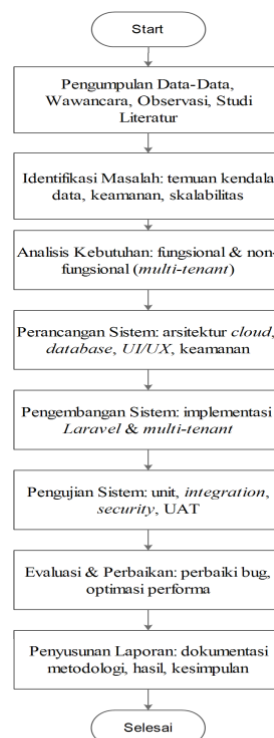 Start
Pengumpulan Data-Data,
Wawancara, Observasi, Studi
Literatur
Identifikasi Masalah: temuan kendala
data, keamanan, skalabilitas
Analisis Kebutuhan: fungsional & non-
fungsional (multi-tenant)
Perancangan Sistem: arsitektur cloud,
database, UI/UX, keamanan
Pengembangan Sistem: implementasi
Laravel & multi-tenant
Pengujian Sistem: unit, integration,
security, UAT
Evaluasi & Perbaikan: perbaiki bug,
optimasi performa
Penyusunan Laporan: dokumentasi
metodologi, hasil, kesimpulan
Selesai